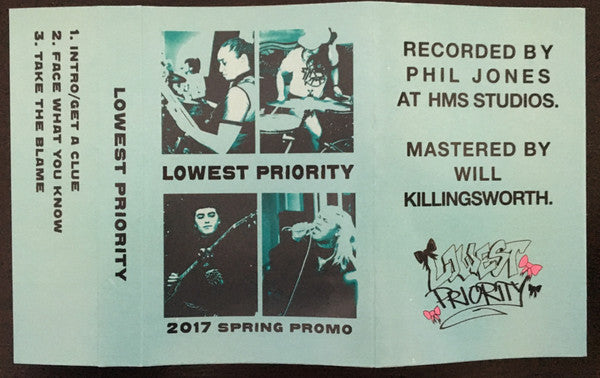 1. INTRO/GET A CLUE
2. FACE WHAT YOU KNOW
3. TAKE THE BLAME
LOWEST PRIORITY
LOWEST PRIORITY
2017 SPRING PROMO
RECORDED BY
PHIL JONES
AT HMS STUDIOS.
MASTERED BY
WILL
KILLINGSWORTH.
LOWEST
PRIORITY